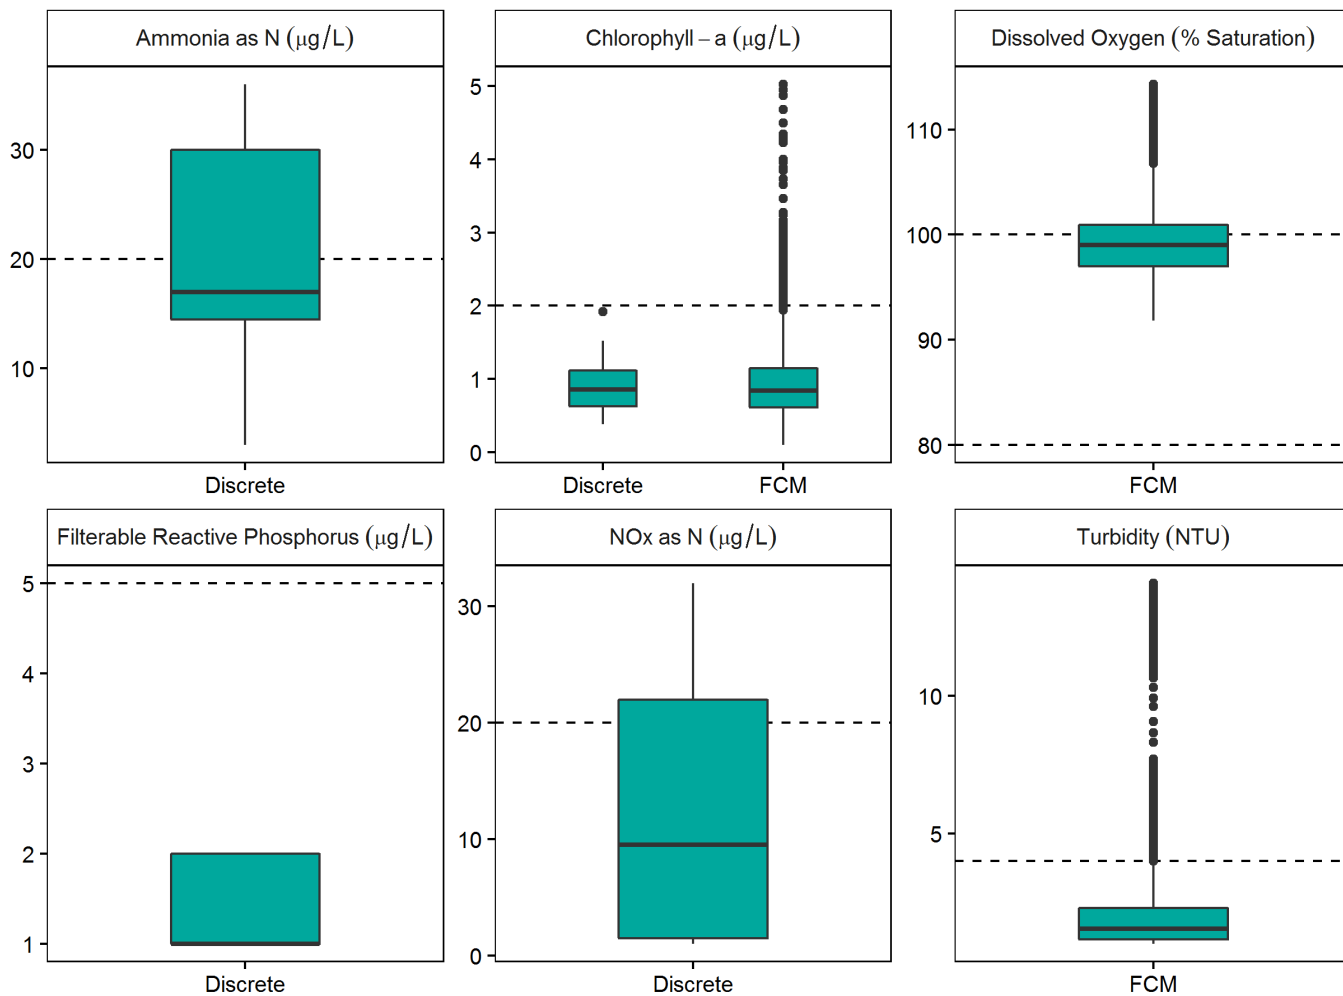 Ammonia as N (μg/L)
30
20
10
Discrete
Chlorophyll – a (μg/L)
5
4
3
2
1
0
Discrete
FCM
Dissolved Oxygen (% Saturation)
110
100
90
80
FCM
Filterable Reactive Phosphorus (μg/L)
5
4
3
2
1
Discrete
NOx as N (μg/L)
30
20
10
0
Discrete
Turbidity (NTU)
10
5
FCM